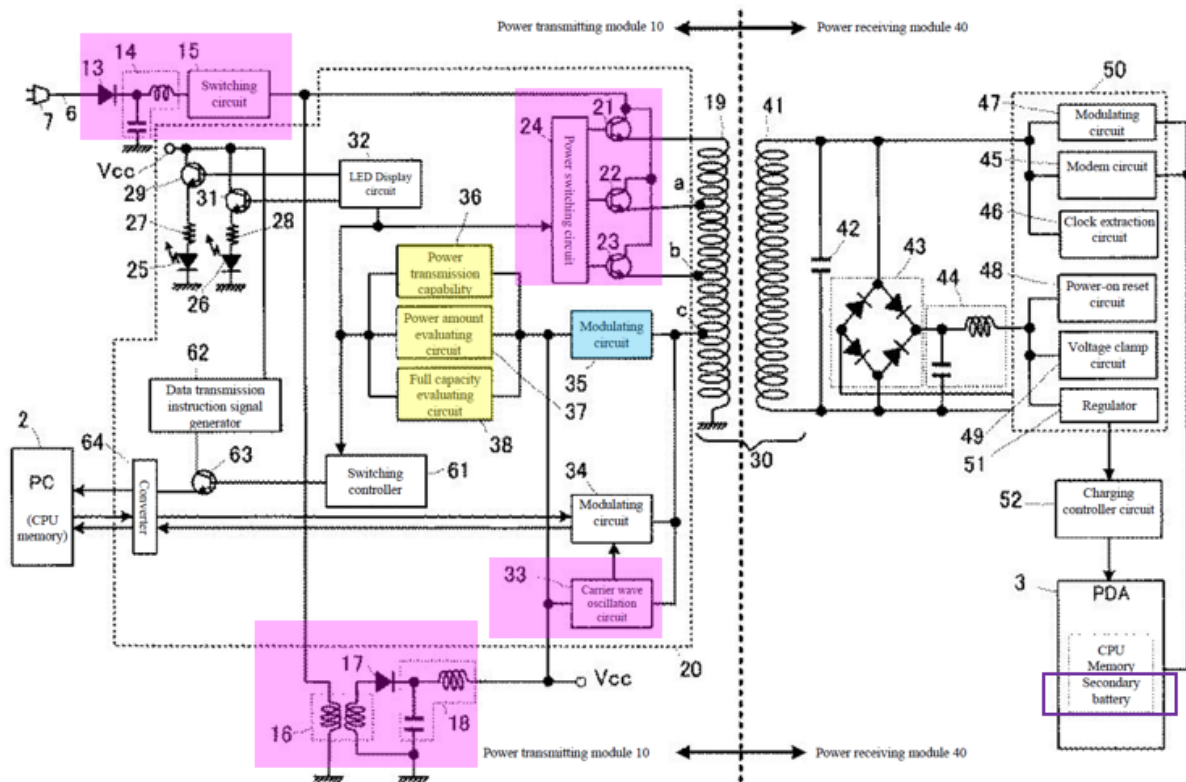 Power transmitting module 10
Power receiving module 40
13
14
15
Switching
circuit
7
6
Vcc
29
31
27
28
25
26
32
LED Display
circuit
24
Power switching circuit
21
22
23
19
41
a
b
c
36
Power
transmission
capability
Power amount
evaluating
circuit
37
Full capacity
evaluating
circuit
38
Modulating
circuit
35
30
42
43
44
50
47
Modulating
circuit
45
Modem circuit
46
Clock extraction
circuit
48
Power-on reset
circuit
Voltage clamp
circuit
49
Regulator
51
52
Charging
controller circuit
3
PDA
CPU
Memory
Secondary
battery
62
Data transmission
instruction signal
generator
2
PC
(CPU
memory)
64
Converter
63
Switching
controller
61
34
Modulating
circuit
33
Carrier wave
oscillation
circuit
20
16
17
18
Vcc
Power transmitting module 10
Power receiving module 40